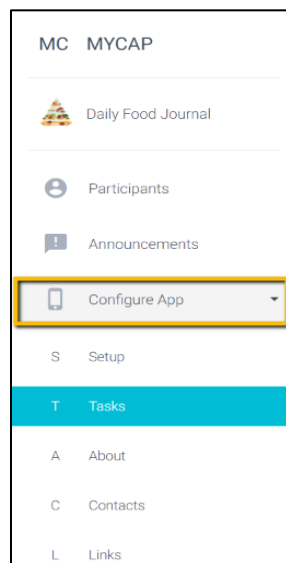 MC MYCAP
Daily Food Journal
Participants
Announcements
Configure App
S Setup
T Tasks
A About
C Contacts
L Links